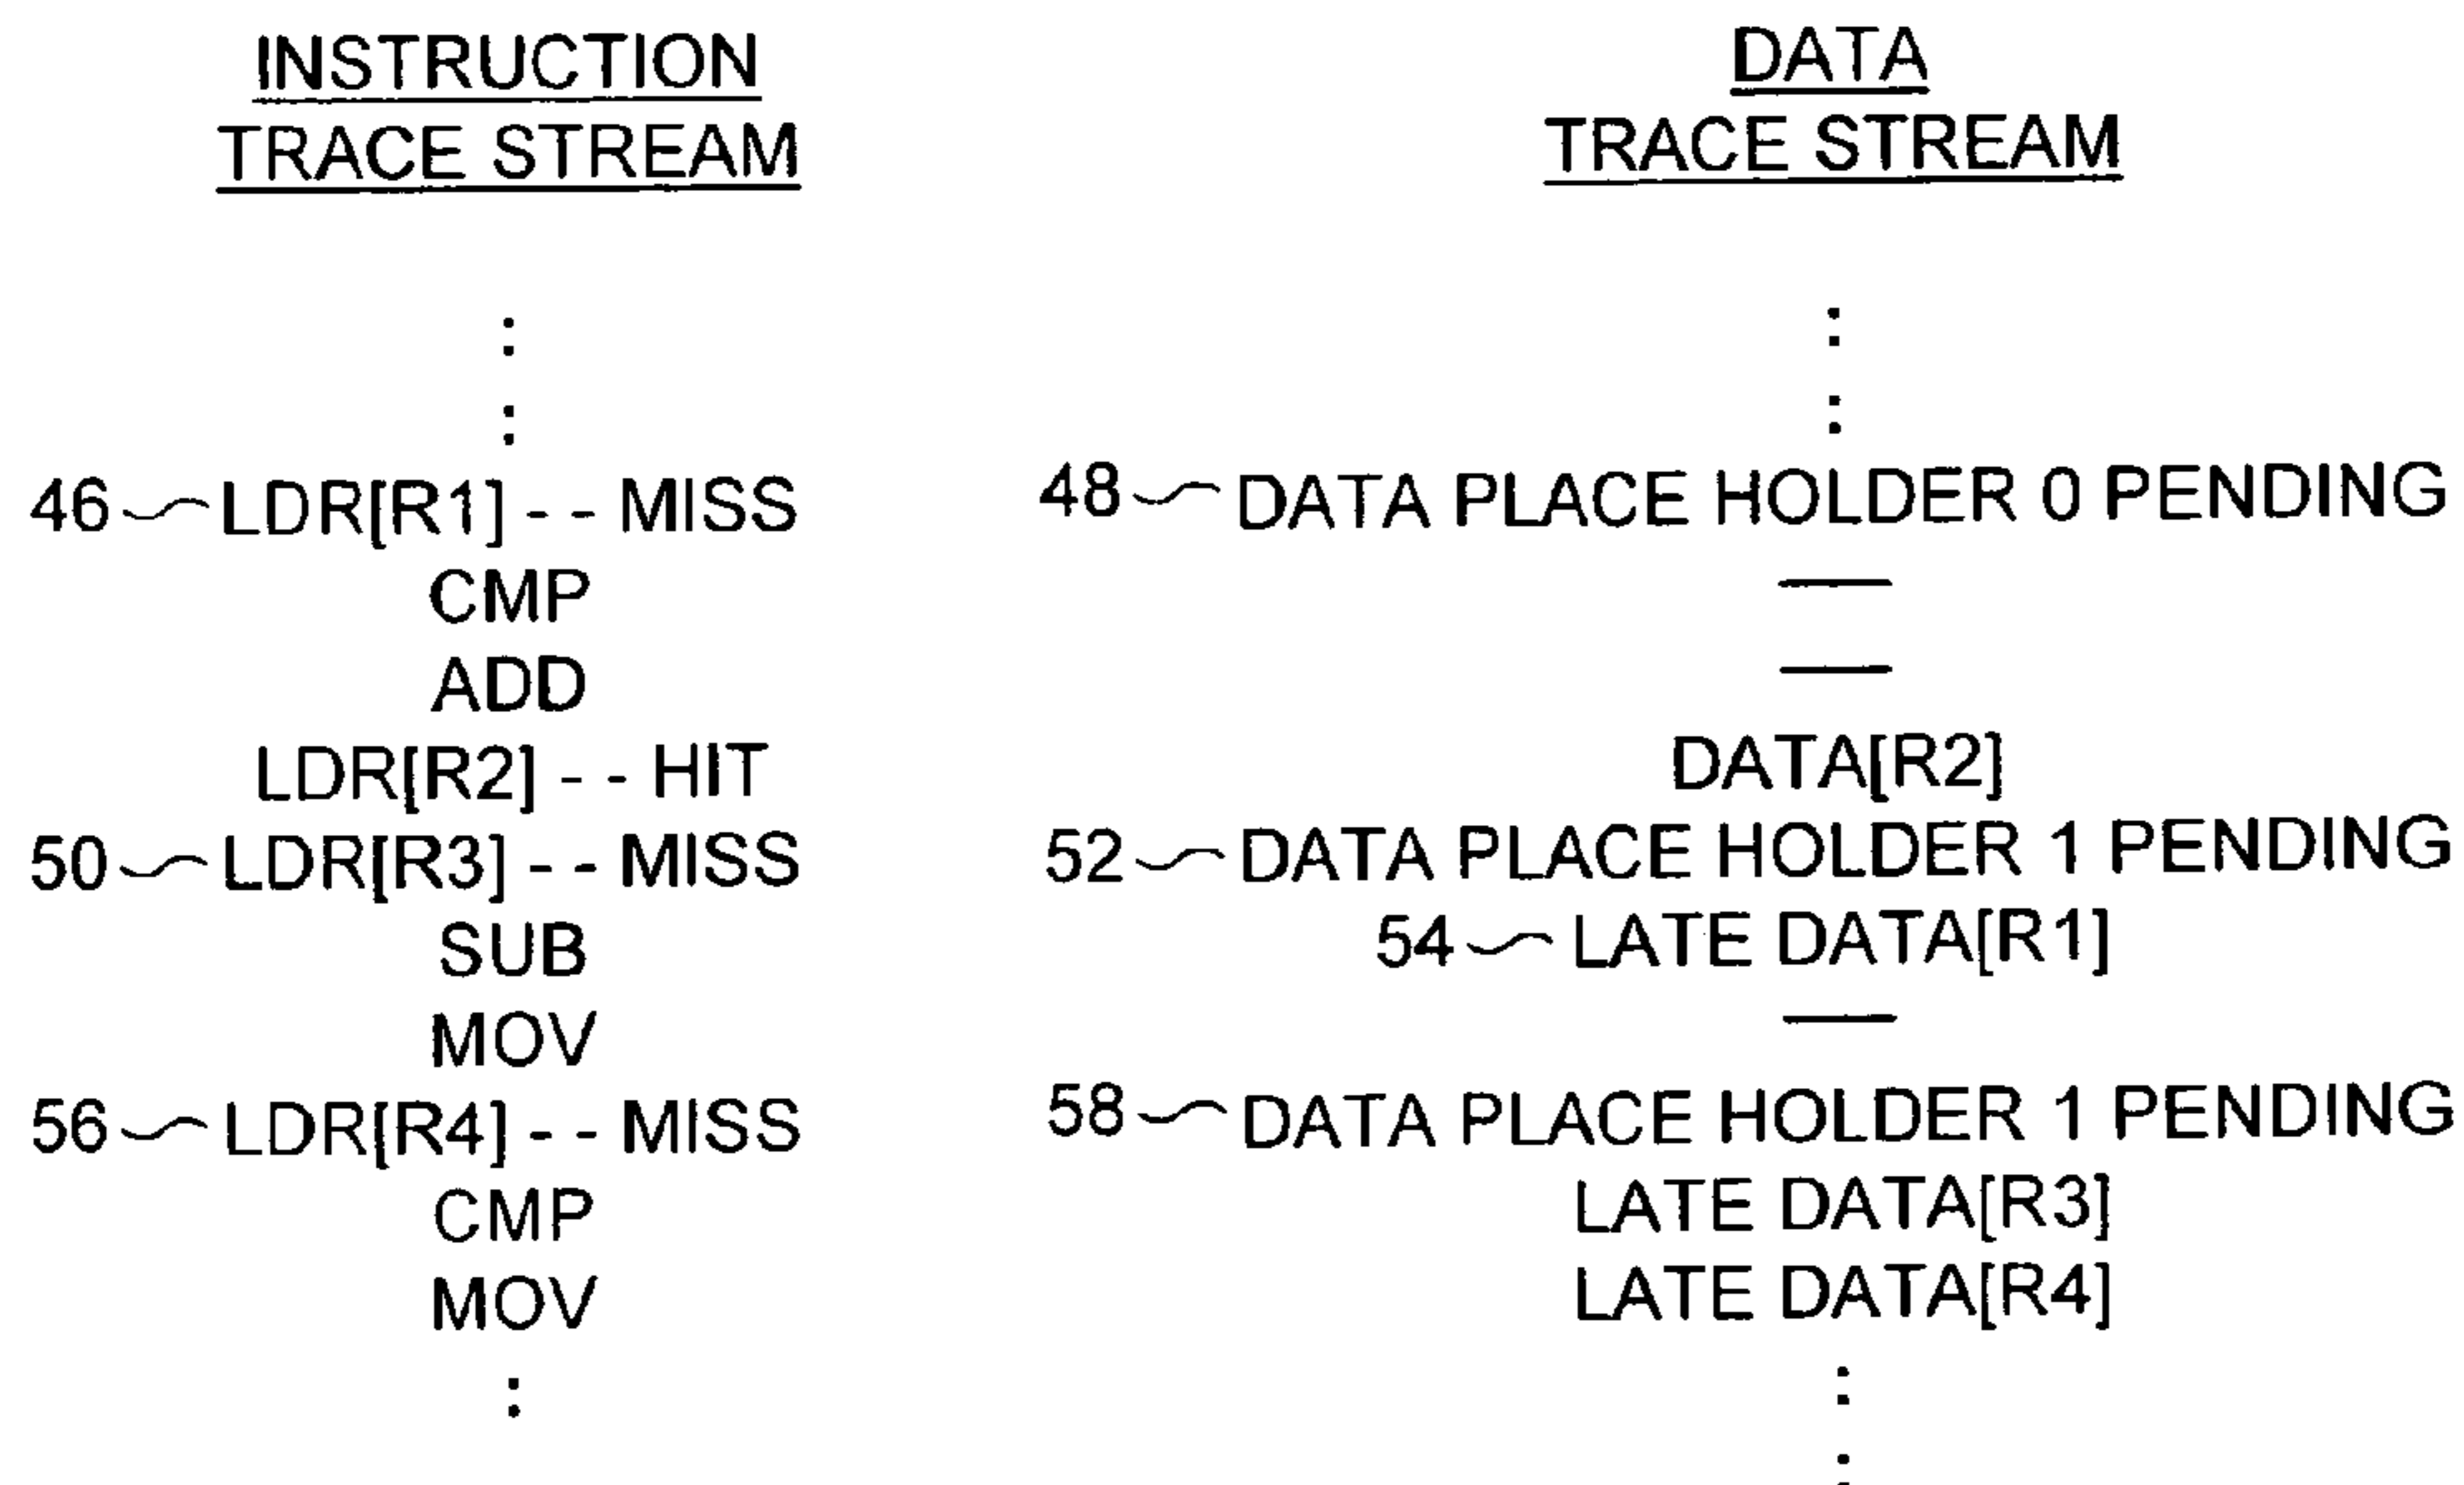 INSTRUCTION
TRACE STREAM
:
:
46 LDR[R1] - - MISS
CMP
ADD
LDR[R2] - - HIT
50 LDR[R3] - - MISS
SUB
MOV
56 LDR[R4] - - MISS
CMP
MOV
:
DATA
TRACE STREAM
:
:
48 DATA PLACE HOLDER 0 PENDING
—
—
DATA[R2]
52 DATA PLACE HOLDER 1 PENDING
54 LATE DATA[R1]
—
58 DATA PLACE HOLDER 1 PENDING
LATE DATA[R3]
LATE DATA[R4]
:
: